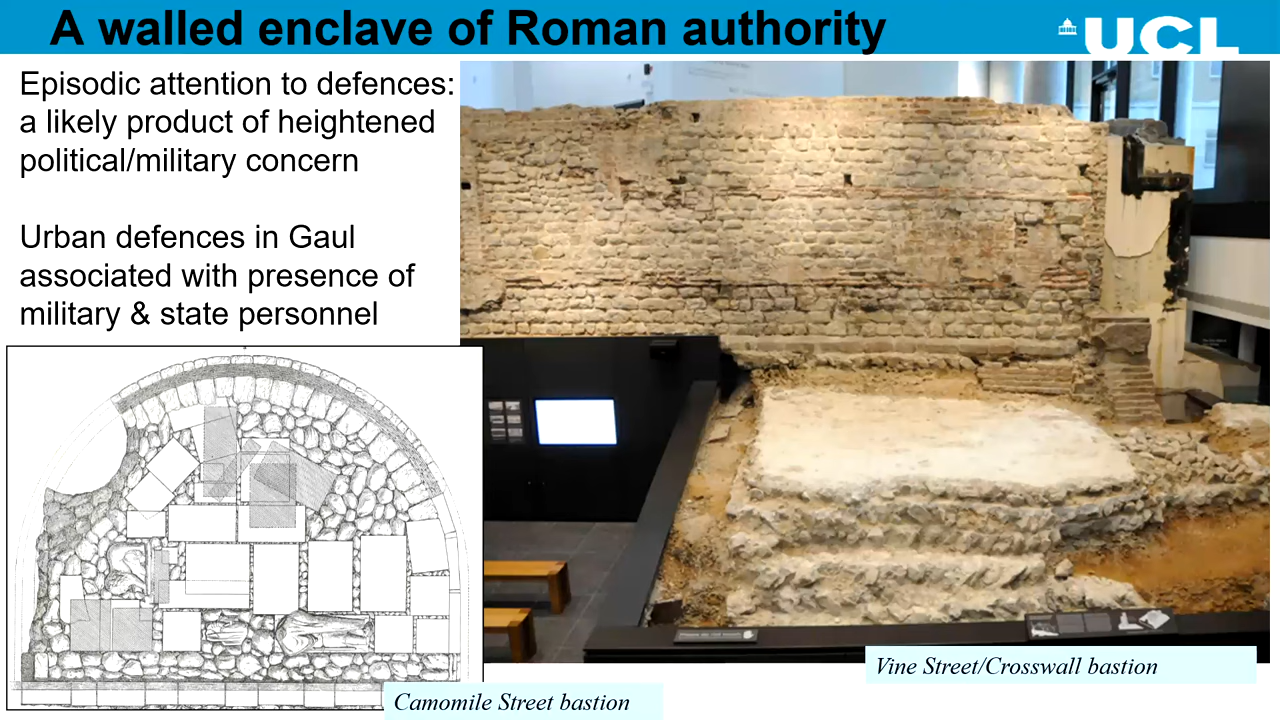 A walled enclave of Roman authority
UCL
Episodic attention to defences:
a likely product of heightened
political/military concern
Urban defences in Gaul
associated with presence of
military & state personnel
Vine Street/Crosswall bastion
Camomile Street bastion